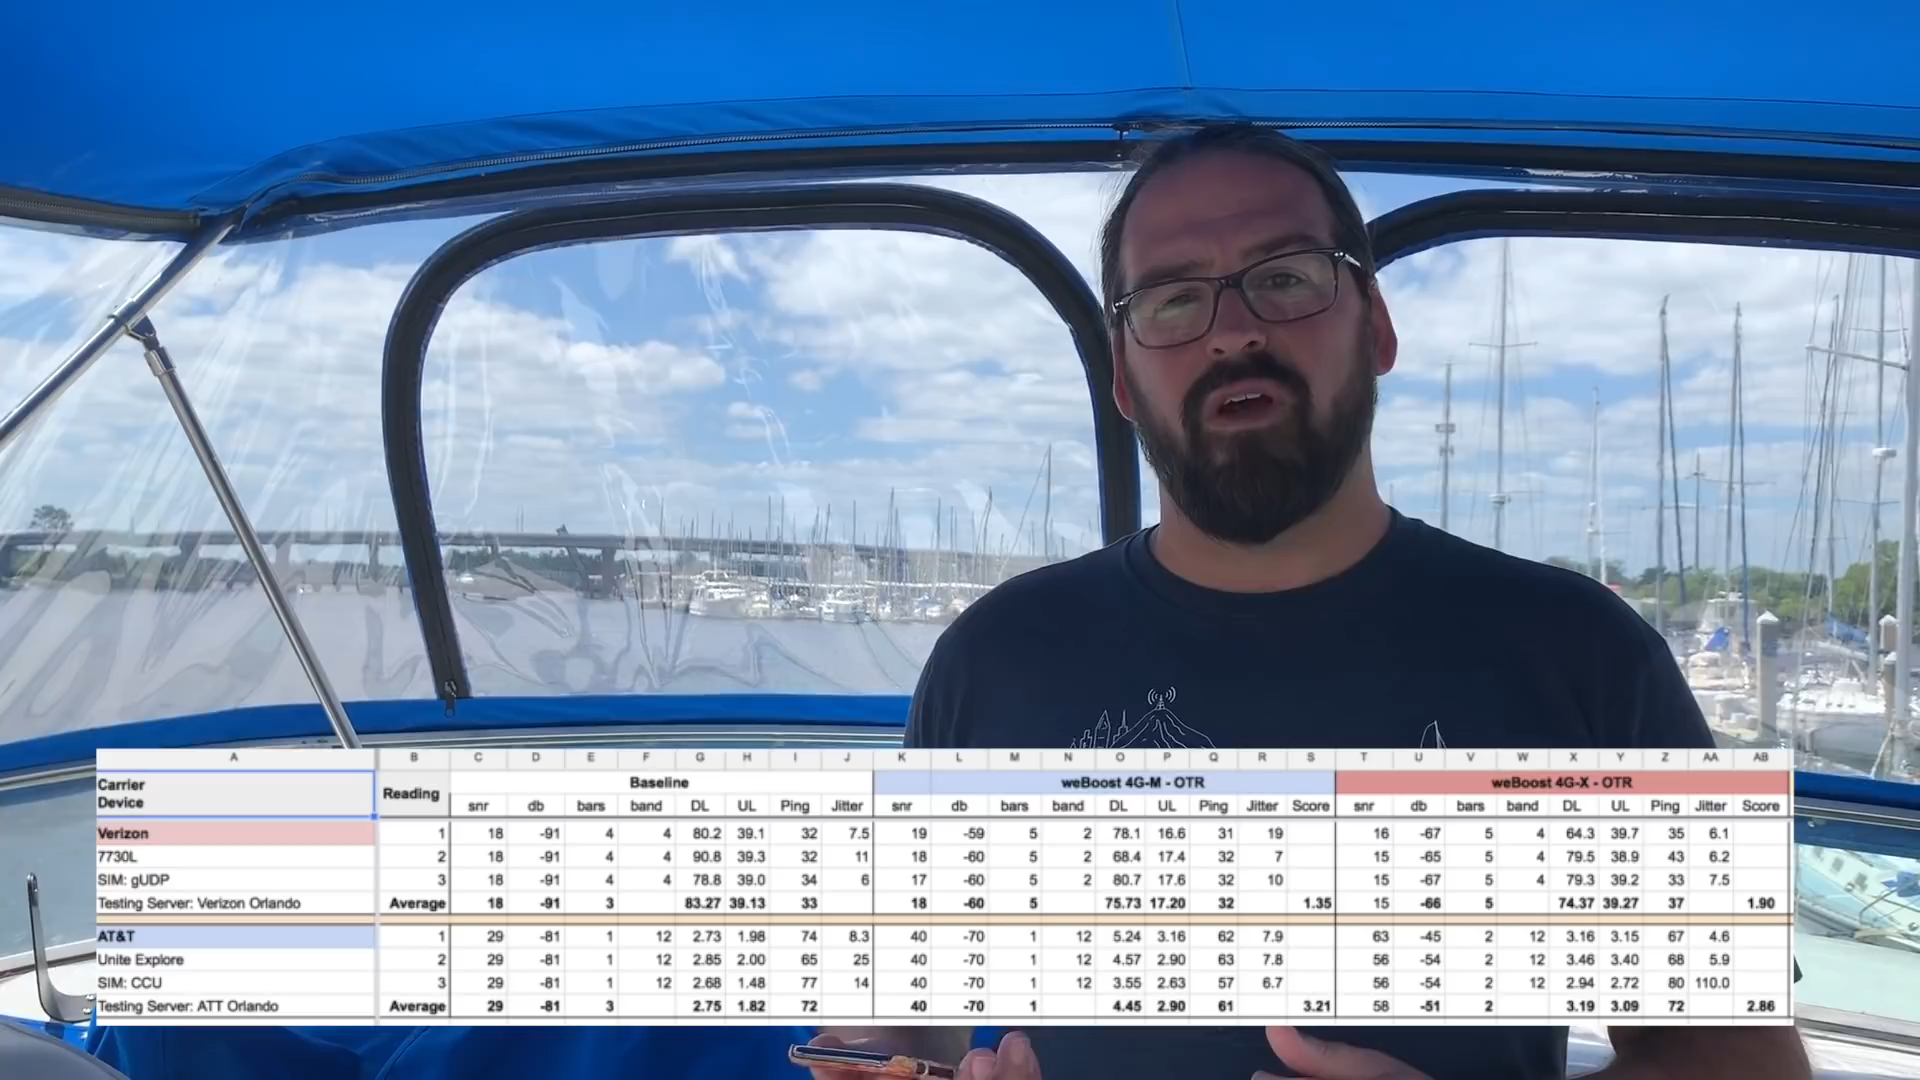 A B C D E F G H I J K L M N O P Q R S T U V W X Y Z AA AB
Carrier Device Reading Baseline weBoost 4G-M - OTR weBoost 4G-X - OTR
snr db bars band DL UL Ping Jitter snr db bars band DL UL Ping Jitter Score snr db bars band DL UL Ping Jitter Score
Verizon 1 18 -91 4 4 80.2 39.1 32 7.5 19 -59 5 2 78.1 16.6 31 19 16 -67 5 4 64.3 39.7 35 6.1
7730L 2 18 -91 4 4 90.8 39.3 32 11 18 -60 5 2 68.4 17.4 32 7 15 -65 5 4 79.5 38.9 43 6.2
SIM: gUDP 3 18 -91 4 4 78.8 39.0 34 6 17 -60 5 2 80.7 17.6 32 10 15 -67 5 4 79.3 39.2 33 7.5
Testing Server: Verizon Orlando Average 18 -91 3 83.27 39.13 33 18 -60 5 75.73 17.20 32 1.35 15 -66 5 74.37 39.27 37 1.90
AT&T 1 29 -81 1 12 2.73 1.98 74 8.3 40 -70 1 12 5.24 3.16 62 7.9 63 -45 2 12 3.16 3.15 67 4.6
Unite Explore 2 29 -81 1 12 2.85 2.00 65 25 40 -70 1 12 4.57 2.90 63 7.8 56 -54 2 12 3.46 3.40 68 5.9
SIM: CCU 3 29 -81 1 12 2.68 1.48 77 14 40 -70 1 12 3.55 2.63 57 6.7 56 -54 2 12 2.94 2.72 80 110.0
Testing Server: ATT Orlando Average 29 -81 3 2.75 1.82 72 40 -70 1 4.45 2.90 61 3.21 58 -51 2 3.19 3.09 72 2.86